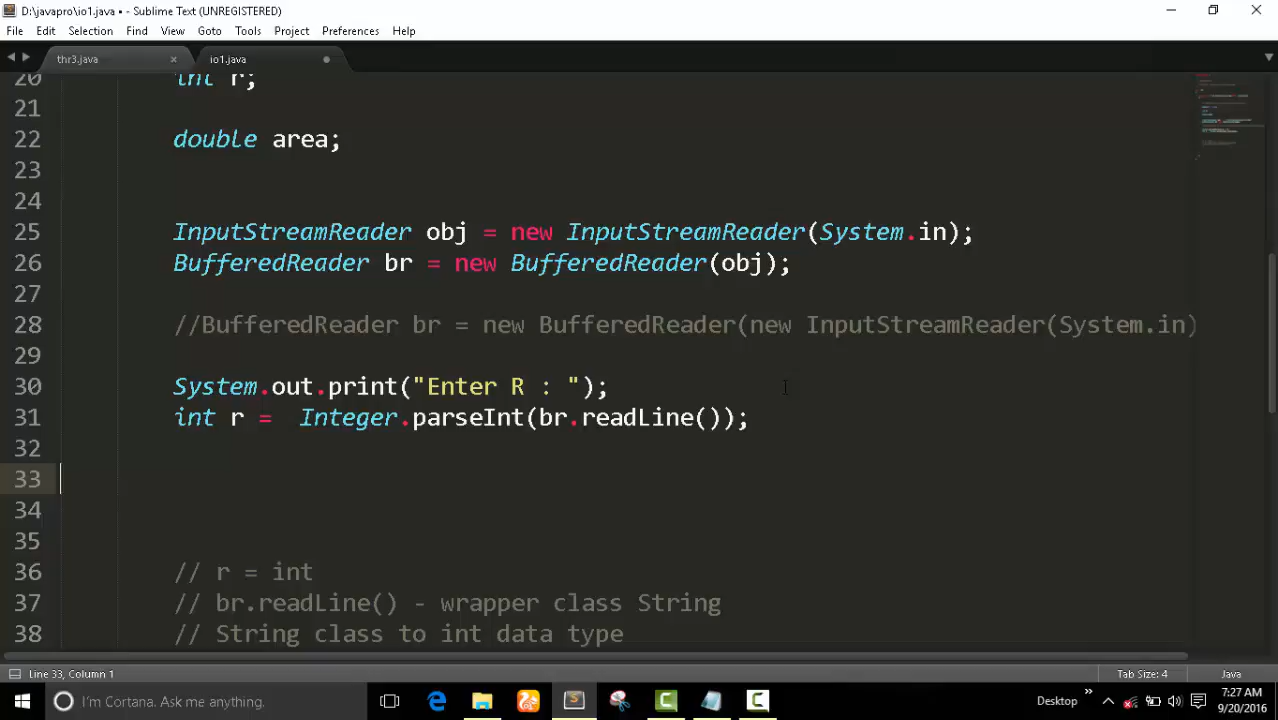 D:\javapro\io1.java • - Sublime Text (UNREGISTERED)
File Edit Selection Find View Goto Tools Project Preferences Help
thr3.java io1.java
20 int r;
21
22 double area;
23
24
25 InputStreamReader obj = new InputStreamReader(System.in);
26 BufferedReader br = new BufferedReader(obj);
27
28 //BufferedReader br = new BufferedReader(new InputStreamReader(System.in)
29
30 System.out.print("Enter R : ");
31 int r =  Integer.parseInt(br.readLine());
32
33
34
35
36 // r = int
37 // br.readLine() - wrapper class String
38 // String class to int data type
Line 33, Column 1 Tab Size: 4 Java
I'm Cortana. Ask me anything. Desktop 7:27 AM
9/20/2016